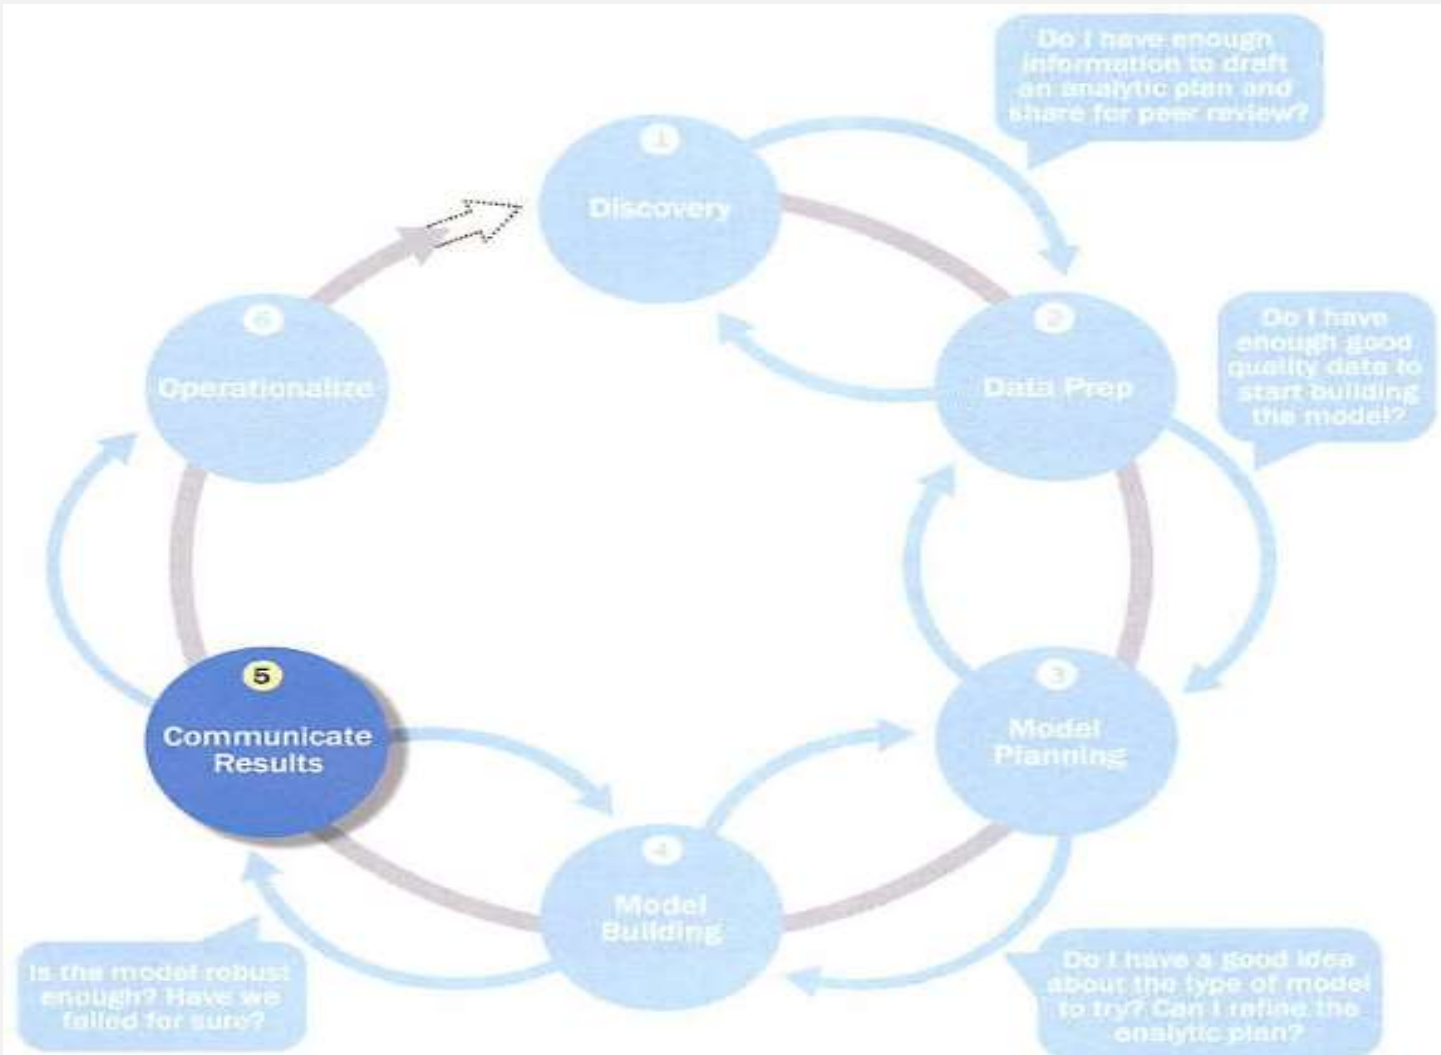 Do I have enough
information to draft
an analytic plan and
share for peer review?
1
Discovery
6
Operationalize
2
Data Prep
Do I have
enough good
quality data to
start building
the model?
5
Communicate
Results
3
Model
Planning
4
Model
Building
Is the model robust
enough? Have we
failed for sure?
Do I have a good idea
about the type of model
to try? Can I refine the
analytic plan?